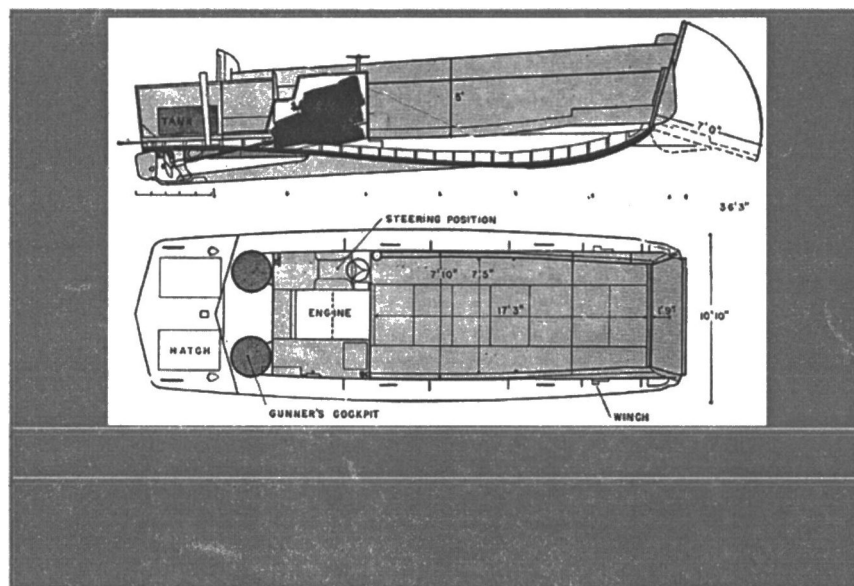 TANK
5'
7'0"
36'3"
STEERING POSITION
7'10" 7'5"
ENGINE
17'3"
10'10"
HATCH
GUNNER'S COCKPIT
WINCH